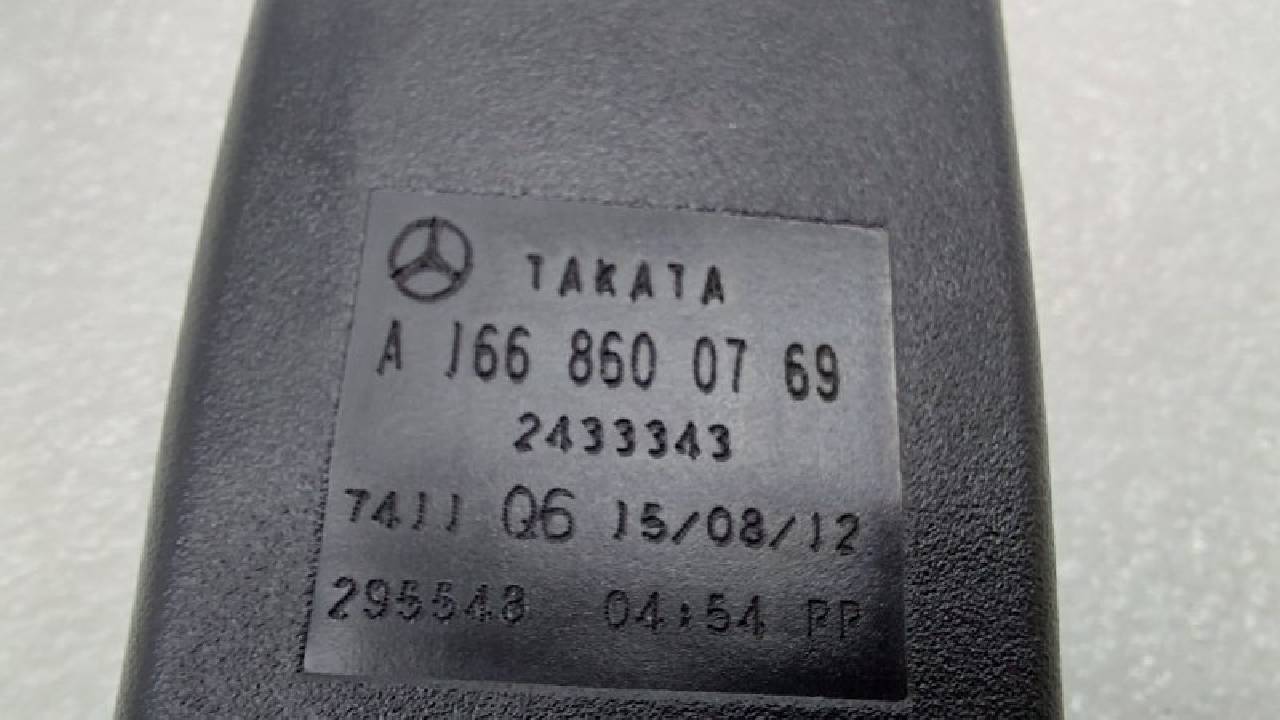 TAKATA
A 166 860 07 69
2433343
7411 Q6 15/08/12
295548 04:54 PP